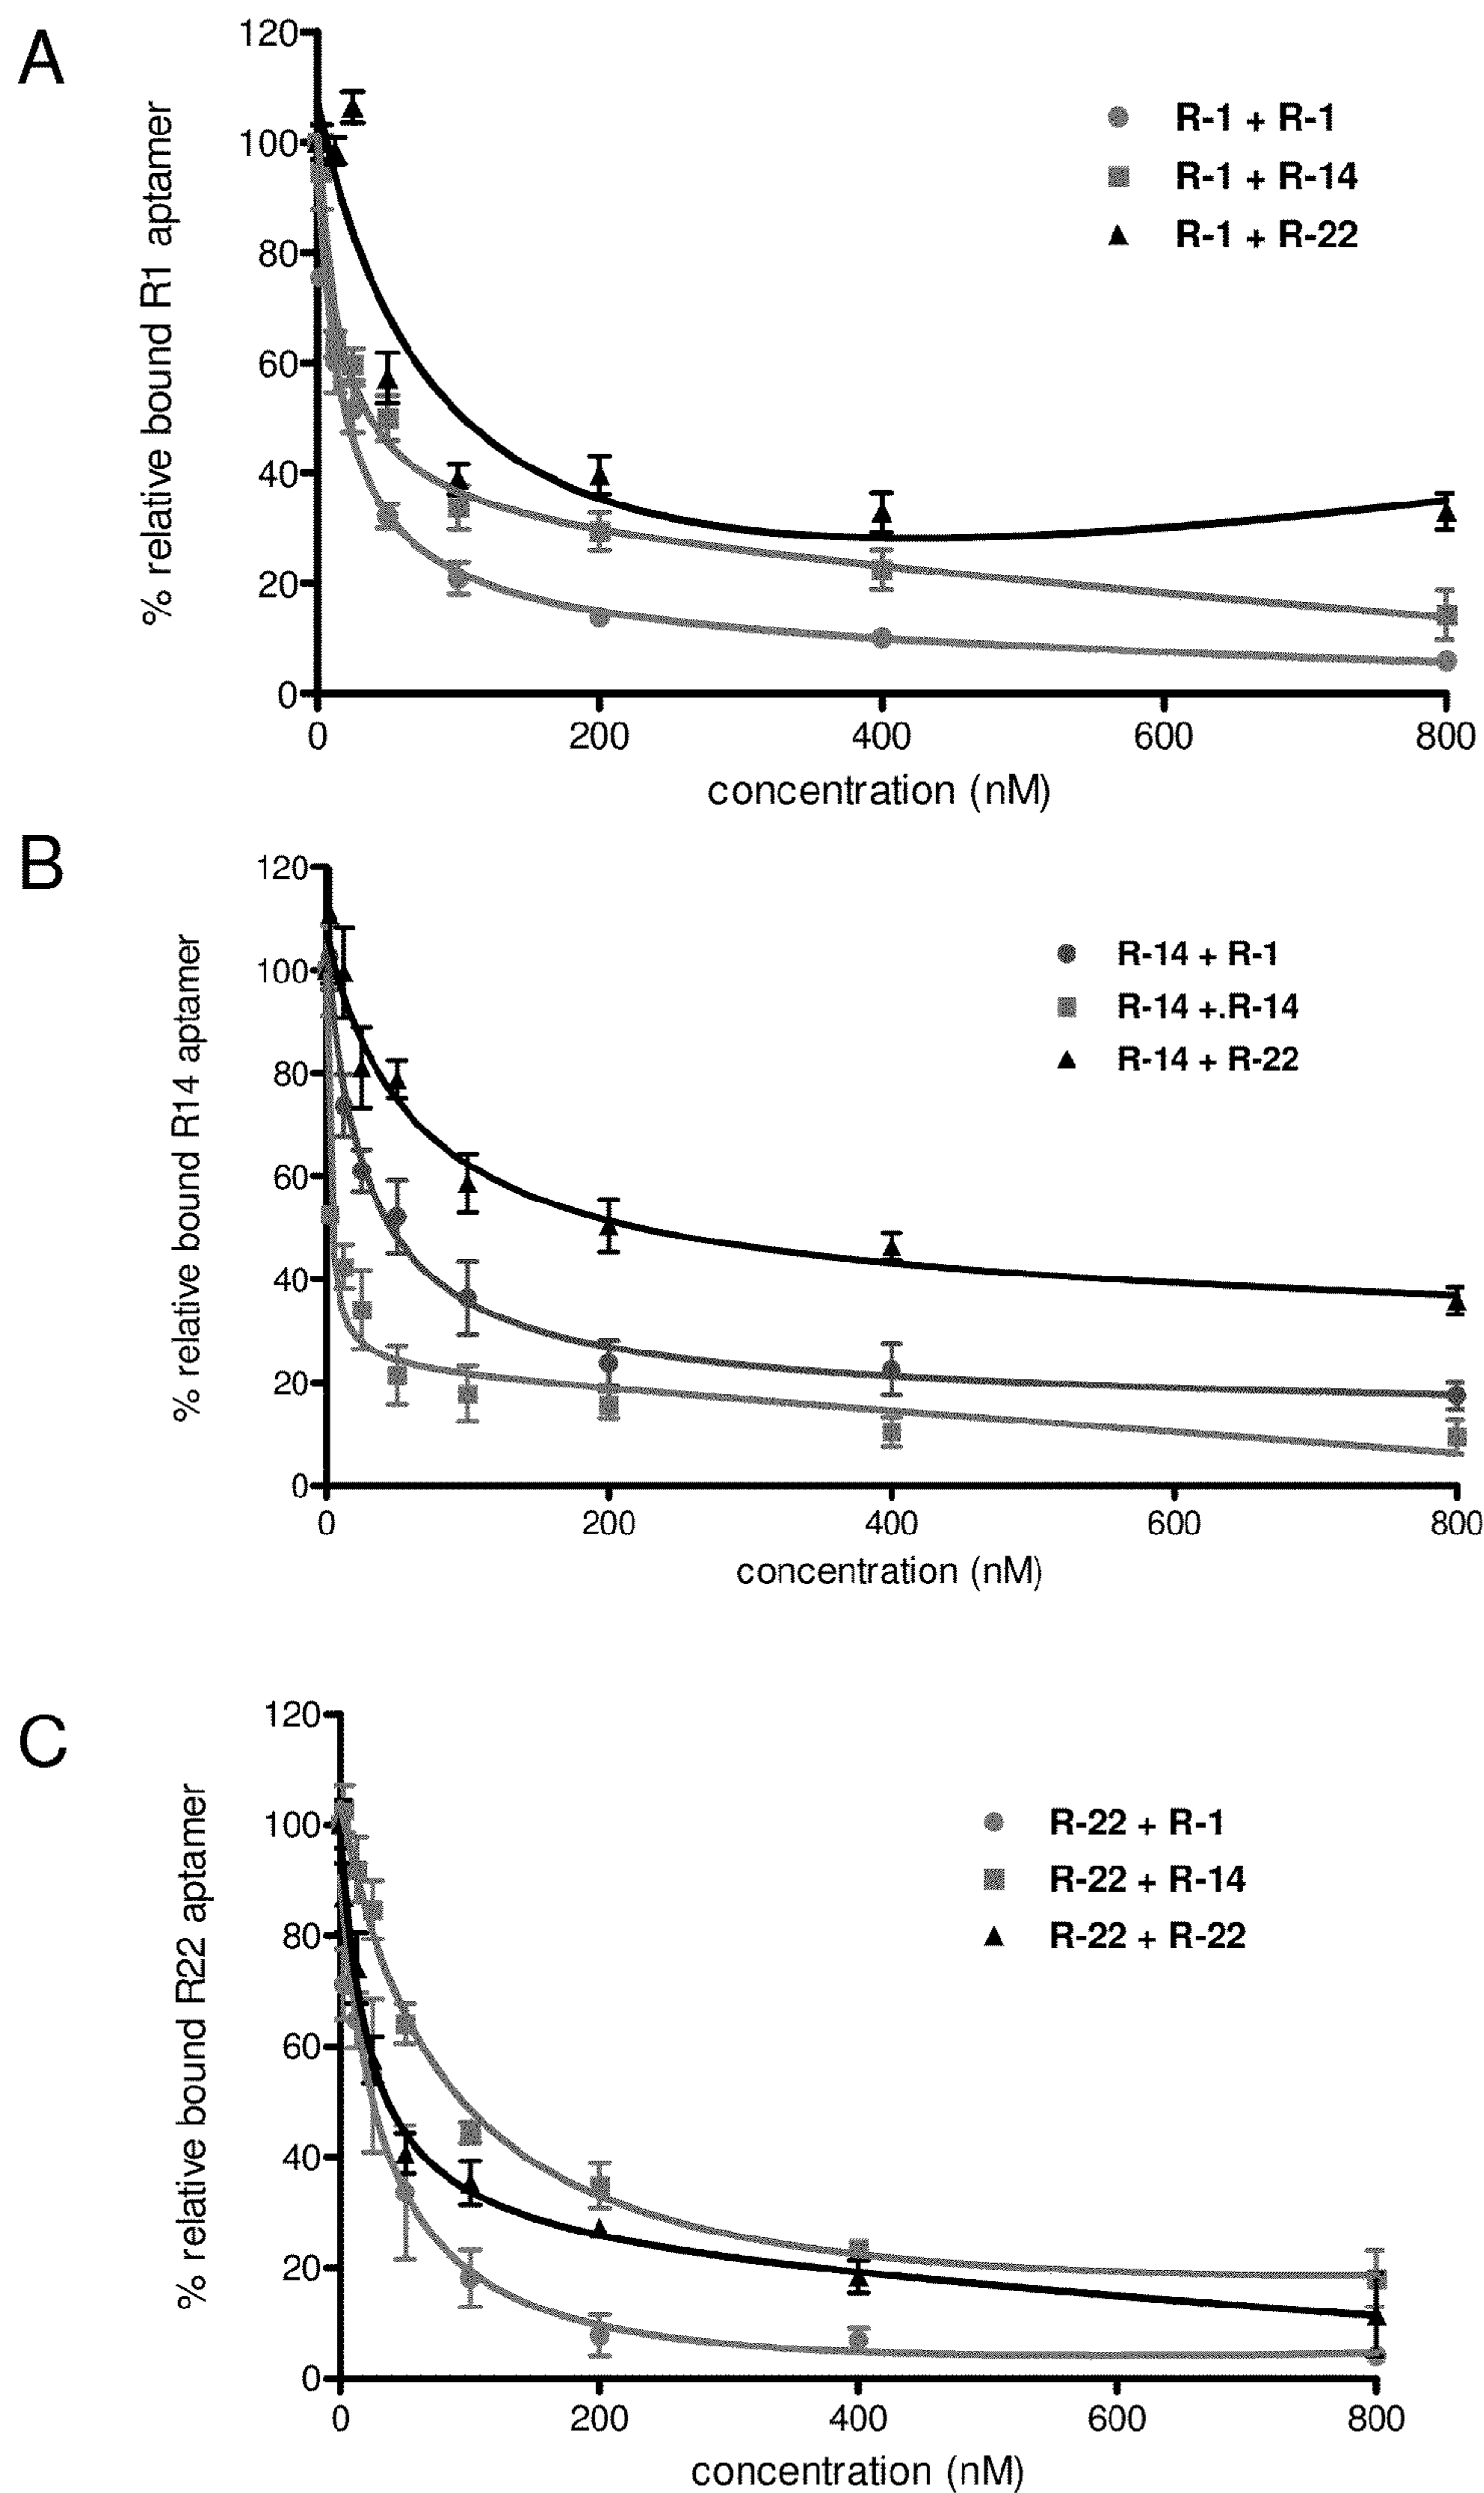 A
120
100
80
60
40
20
0
% relative bound R1 aptamer
R-1 + R-1
R-1 + R-14
R-1 + R-22
0 200 400 600 800
concentration (nM)
B
120
100
80
60
40
20
0
% relative bound R14 aptamer
R-14 + R-1
R-14 +.R-14
R-14 + R-22
0 200 400 600 800
concentration (nM)
C
120
100
80
60
40
20
0
% relative bound R22 aptamer
R-22 + R-1
R-22 + R-14
R-22 + R-22
0 200 400 600 800
concentration (nM)